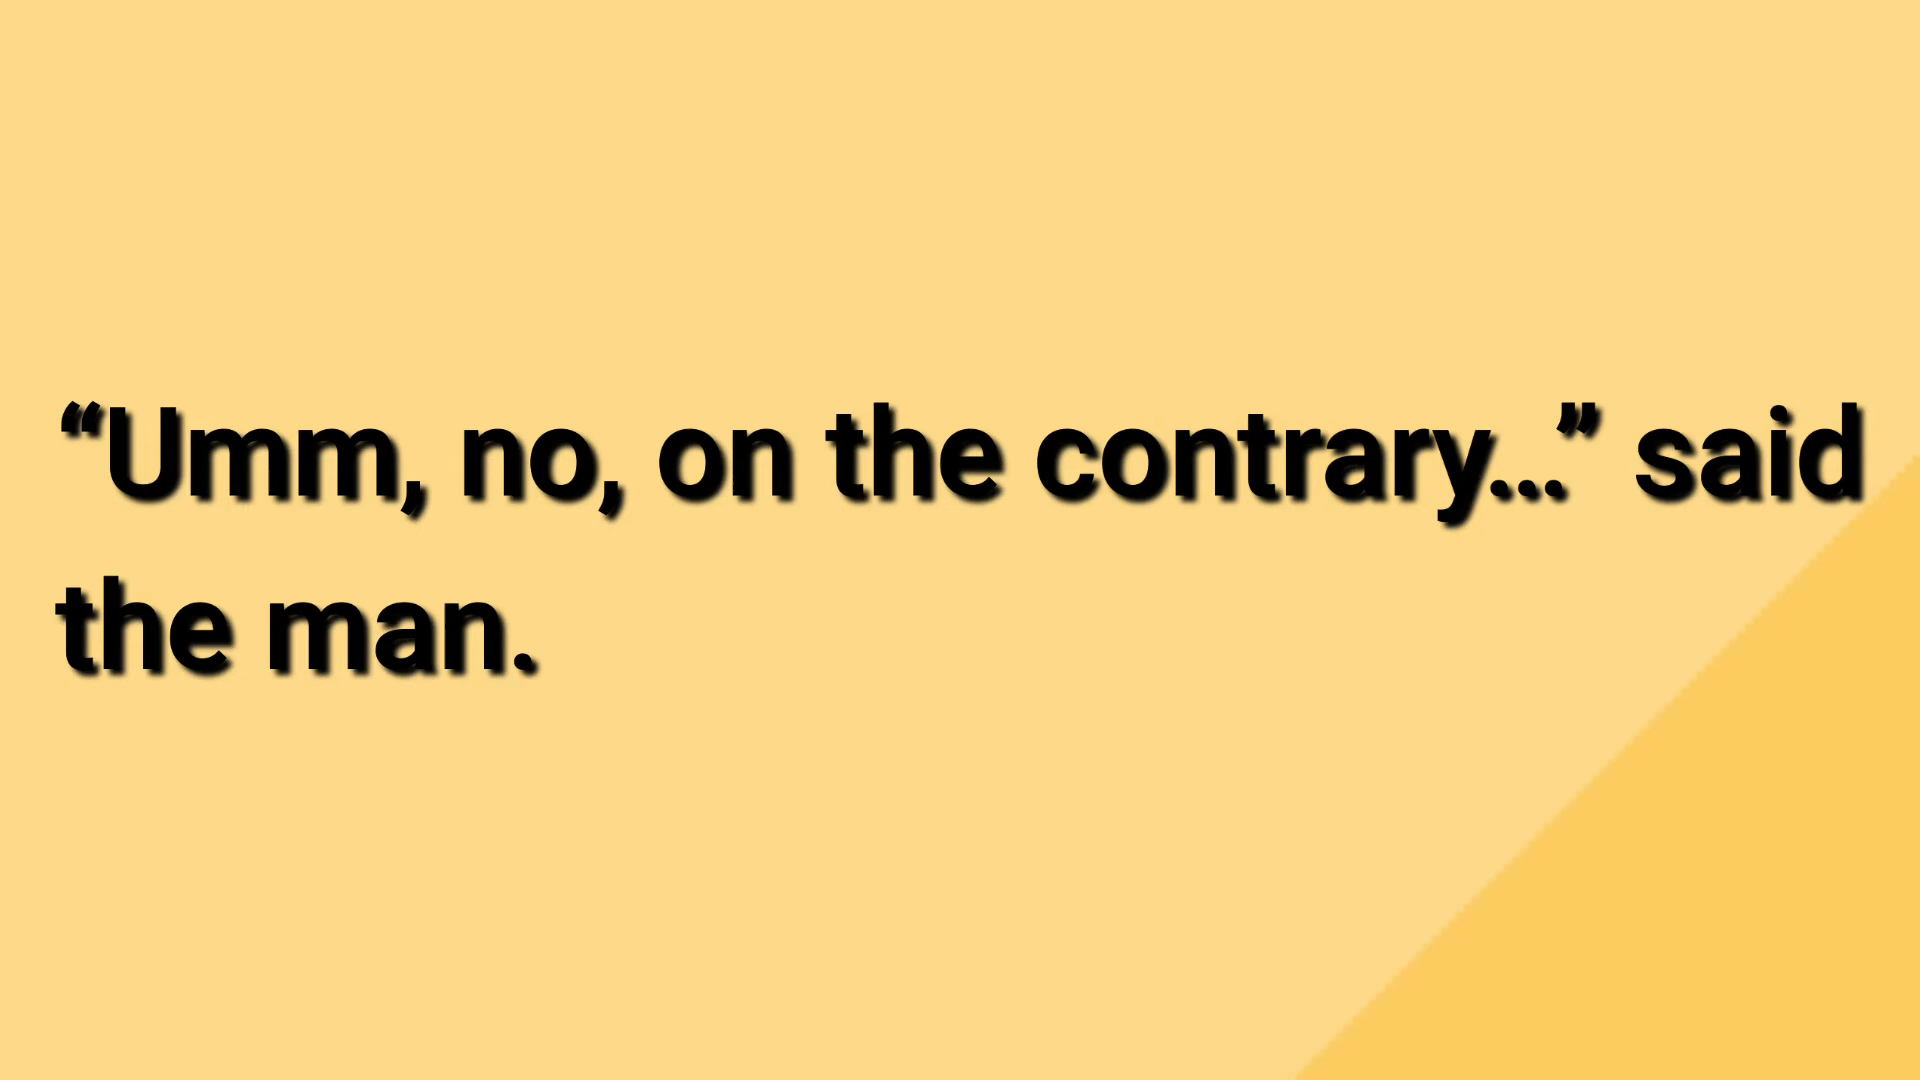 “Umm, no, on the contrary...” said
the man.